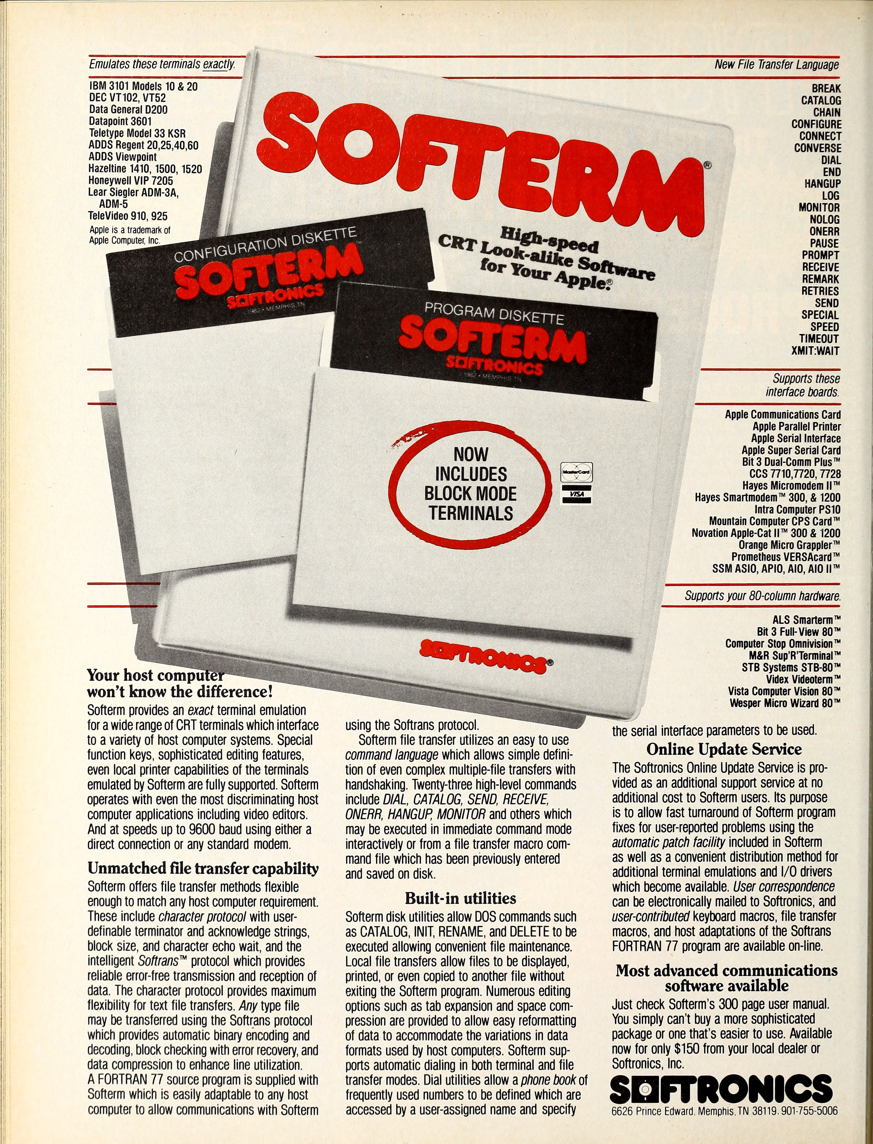 Emulates these terminals exactly.
IBM 3101 Models 10 & 20
DEC VT102, VT52
Data General D200
Datapoint 3601
Teletype Model 33 KSR
ADDS Regent 20,25,40,60
ADDS Viewpoint
Hazeltine 1410, 1500, 1520
Honeywell VIP 7205
Lear Siegler ADM-3A,
ADM-5
TeleVideo 910, 925
Apple is a trademark of
Apple Computer, Inc.
SOFTERM®
High-speed
CRT Look-alike Software
for Your Apple.®
CONFIGURATION DISKETTE
SOFTERM™
SOFTRONICS
1982 • MEMPHIS, TN
PROGRAM DISKETTE
SOFTERM™
SOFTRONICS
1982 • MEMPHIS, TN
NOW
INCLUDES
BLOCK MODE
TERMINALS
MasterCard
VISA
SOFTRONICS®
New File Transfer Language
BREAK
CATALOG
CHAIN
CONFIGURE
CONNECT
CONVERSE
DIAL
END
HANGUP
LOG
MONITOR
NOLOG
ONERR
PAUSE
PROMPT
RECEIVE
REMARK
RETRIES
SEND
SPECIAL
SPEED
TIMEOUT
XMIT:WAIT
Supports these
interface boards.
Apple Communications Card
Apple Parallel Printer
Apple Serial Interface
Apple Super Serial Card
Bit 3 Dual-Comm Plus™
CCS 7710,7720, 7728
Hayes Micromodem II™
Hayes Smartmodem™ 300, & 1200
Intra Computer PS10
Mountain Computer CPS Card™
Novation Apple-Cat II™ 300 & 1200
Orange Micro Grappler™
Prometheus VERSAcard™
SSM ASIO, APIO, AIO, AIO II™
Supports your 80-column hardware.
ALS Smarterm™
Bit 3 Full-View 80™
Computer Stop Omnivision™
M&R Sup'R'Terminal™
STB Systems STB-80™
Videx Videoterm™
Vista Computer Vision 80™
Wesper Micro Wizard 80™
Your host computer
won't know the difference!
Softerm provides an exact terminal emulation
for a wide range of CRT terminals which interface
to a variety of host computer systems. Special
function keys, sophisticated editing features,
even local printer capabilities of the terminals
emulated by Softerm are fully supported. Softerm
operates with even the most discriminating host
computer applications including video editors.
And at speeds up to 9600 baud using either a
direct connection or any standard modem.
Unmatched file transfer capability
Softerm offers file transfer methods flexible
enough to match any host computer requirement.
These include character protocol with user-
definable terminator and acknowledge strings,
block size, and character echo wait, and the
intelligent Softrans™ protocol which provides
reliable error-free transmission and reception of
data. The character protocol provides maximum
flexibility for text file transfers. Any type file
may be transferred using the Softrans protocol
which provides automatic binary encoding and
decoding, block checking with error recovery, and
data compression to enhance line utilization.
A FORTRAN 77 source program is supplied with
Softerm which is easily adaptable to any host
computer to allow communications with Softerm
using the Softrans protocol.
Softerm file transfer utilizes an easy to use
command language which allows simple defini-
tion of even complex multiple-file transfers with
handshaking. Twenty-three high-level commands
include DIAL, CATALOG, SEND, RECEIVE,
ONERR, HANGUP, MONITOR and others which
may be executed in immediate command mode
interactively or from a file transfer macro com-
mand file which has been previously entered
and saved on disk.
Built-in utilities
Softerm disk utilities allow DOS commands such
as CATALOG, INIT, RENAME, and DELETE to be
executed allowing convenient file maintenance.
Local file transfers allow files to be displayed,
printed, or even copied to another file without
exiting the Softerm program. Numerous editing
options such as tab expansion and space com-
pression are provided to allow easy reformatting
of data to accommodate the variations in data
formats used by host computers. Softerm sup-
ports automatic dialing in both terminal and file
transfer modes. Dial utilities allow a phone book of
frequently used numbers to be defined which are
accessed by a user-assigned name and specify
the serial interface parameters to be used.
Online Update Service
The Softronics Online Update Service is pro-
vided as an additional support service at no
additional cost to Softerm users. Its purpose
is to allow fast turnaround of Softerm program
fixes for user-reported problems using the
automatic patch facility included in Softerm
as well as a convenient distribution method for
additional terminal emulations and I/O drivers
which become available. User correspondence
can be electronically mailed to Softronics, and
user-contributed keyboard macros, file transfer
macros, and host adaptations of the Softrans
FORTRAN 77 program are available on-line.
Most advanced communications
software available
Just check Softerm's 300 page user manual.
You simply can't buy a more sophisticated
package or one that's easier to use. Available
now for only $150 from your local dealer or
Softronics, Inc.
SOFTRONICS
6626 Prince Edward, Memphis, TN 38119. 901-755-5006